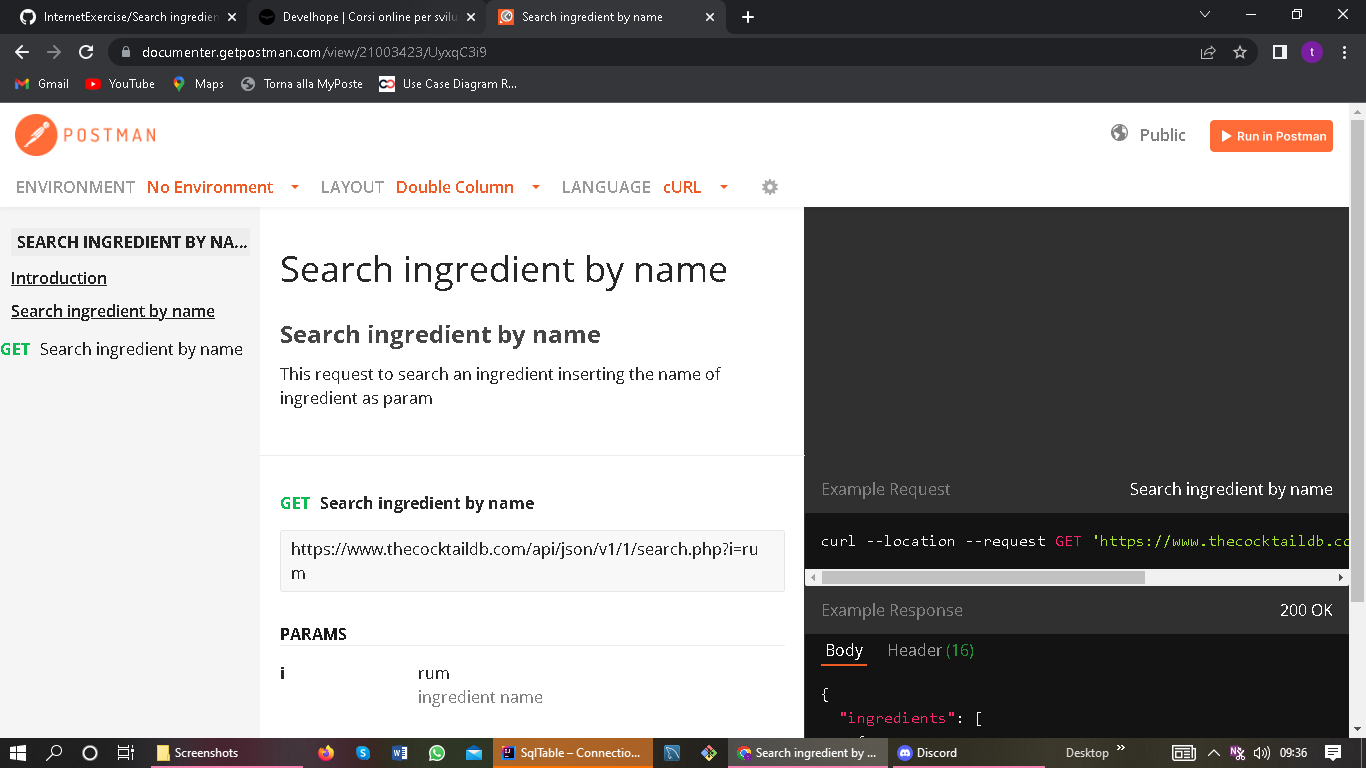 InternetExercise/Search ingredien
Develhope | Corsi online per svilu
Search ingredient by name
documenter.getpostman.com/view/21003423/UyxqC3i9
t
Gmail
YouTube
Maps
Torna alla MyPoste
Use Case Diagram R...
POSTMAN
Public
Run in Postman
ENVIRONMENT No Environment LAYOUT Double Column LANGUAGE cURL
SEARCH INGREDIENT BY NA...
Introduction
Search ingredient by name
GET Search ingredient by name
Search ingredient by name
Search ingredient by name
This request to search an ingredient inserting the name of
ingredient as param
GET Search ingredient by name
https://www.thecocktaildb.com/api/json/v1/1/search.php?i=ru
m
PARAMS
i rum
ingredient name
Example Request Search ingredient by name
curl --location --request GET 'https://www.thecocktaildb.co
Example Response 200 OK
Body Header (16)
{
"ingredients": [
{
Screenshots
SqlTable – Connectio...
Search ingredient by ...
Discord
Desktop
09:36